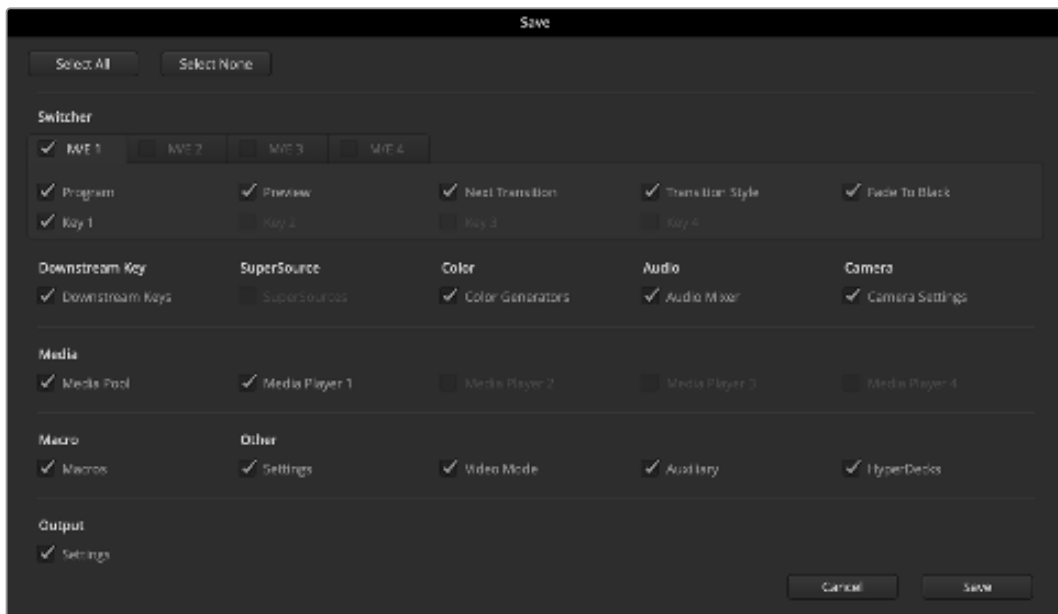 Save
Select All Select None
Switcher
M/E 1 M/E 2 M/E 3 M/E 4
Program Preview Next Transition Transition Style Fade To Black
Key 1 Key 2 Key 3 Key 4
Downstream Key SuperSource Color Audio Camera
Downstream Keys SuperSources Color Generators Audio Mixer Camera Settings
Media
Media Pool Media Player 1 Media Player 2 Media Player 3 Media Player 4
Macro Other
Macros Settings Video Mode Auxiliary HyperDecks
Output
Settings
Cancel Save